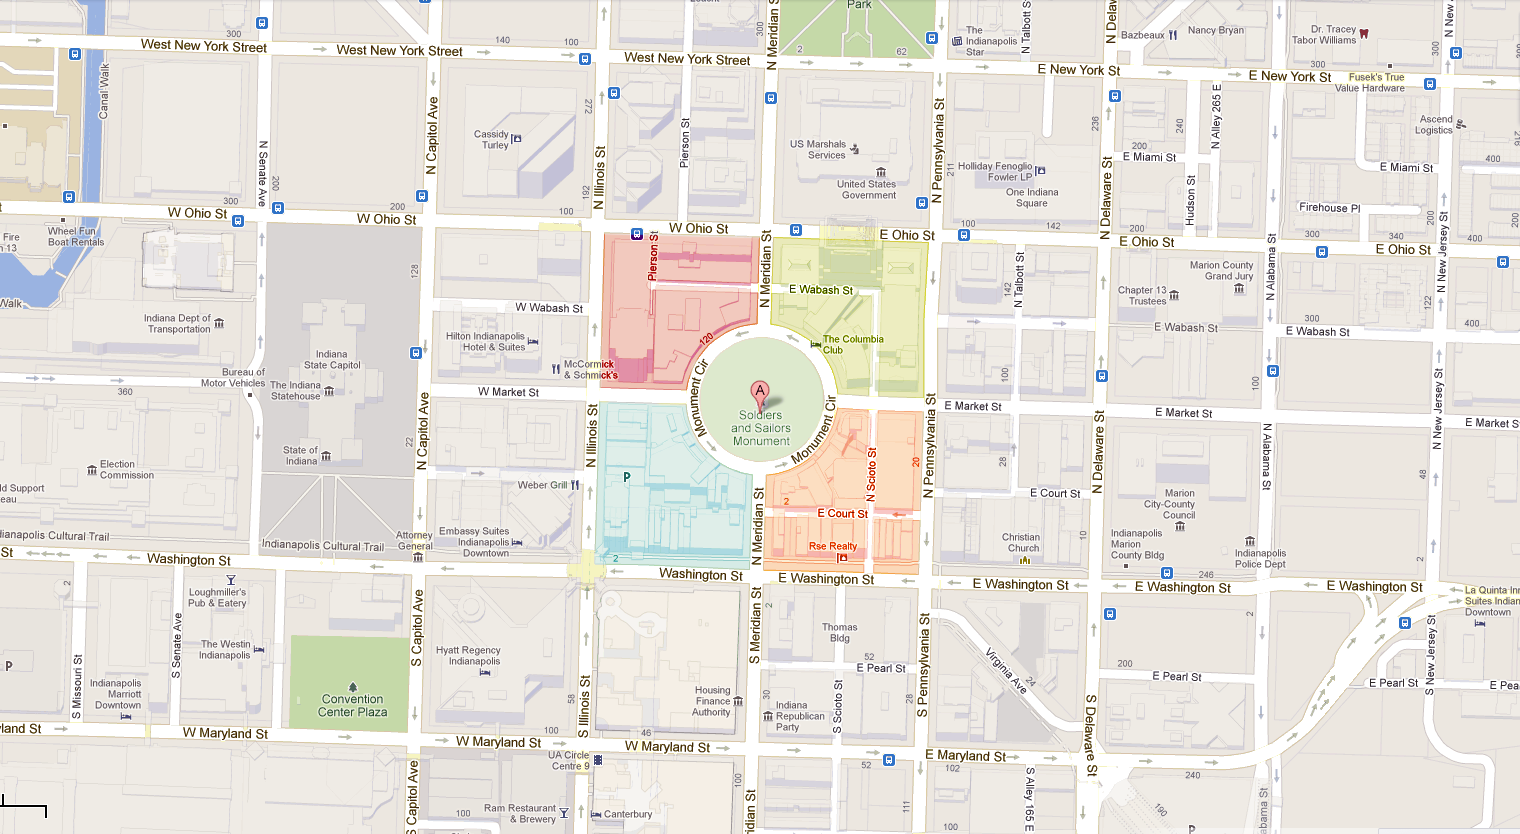 300
N Meridian St
300
Park
The
Indianapolis
Star
N Talbott St
Bazbeaux
Nancy Bryan
Dr. Tracey
Tabor Williams
West New York Street
West New York Street
140
100
West New York Street
2
62
E New York St
300
E New York St
Fusek's True
Value Hardware
Canal Walk
300
N Capitol Ave
272
Cassidy
Turley
N Illinois St
Pierson St
US Marshals
Services
United States
Government
N Pennsylvania St
211
Holliday Fenoglio
Fowler LP
One Indiana
Square
236
N Delaware St
200
240
E Miami St
N Alley 265 E
Hudson St
Ascend
Logistics
E Miami St
400
N Senate Ave
200
300
192
W Ohio St
200
W Ohio St
100
W Ohio St
E Ohio St
100
142
E Ohio St
300
Firehouse Pl
200
E Ohio St
400
Wheel Fun
Boat Rentals
Fire
n 13
Walk
128
Pierson St
N Meridian St
E Wabash St
142
N Talbott St
Chapter 13
Trustees
Marion County
Grand Jury
N Alabama St
122
N New Jersey St
Indiana Dept of
Transportation
W Wabash St
Hilton Indianapolis
Hotel & Suites
120
The Columbia
Club
E Wabash St
300
E Wabash St
400
Indiana
State Capitol
Bureau of
Motor Vehicles
360
The Indiana
Statehouse
McCormick
& Schmick's
W Market St
Monument Cir
A
Soldiers
and Sailors
Monument
Monument Cir
100
E Market St
100
E Market St
E Market St
N Capitol Ave
22
N Illinois St
State of
Indiana
Election
Commission
P
Weber Grill
N Scioto St
20
N Pennsylvania St
28
N Delaware St
E Court St
Marion
City-County
Council
N Alabama St
48
N New Jersey St
ld Support
eau
dianapolis Cultural Trail
Indianapolis Cultural Trail
Attorney
General
Embassy Suites
Indianapolis
Downtown
N Meridian St
2
E Court St
Rse Realty
Christian
Church
10
Indianapolis
Marion
County Bldg
Indianapolis
Police Dept
St
Washington St
2
Washington St
E Washington St
E Washington St
246
E Washington St
2
E Washington St
2
Loughmiller's
Pub & Eatery
S Capitol Ave
S Meridian St
2
Thomas
Bldg
La Quinta Inn
Suites Indian
Downtown
S Senate Ave
The Westin
Indianapolis
P
S Missouri St
Hyatt Regency
Indianapolis
52
E Pearl St
S Pennsylvania St
Virginia Ave
24
200
E Pearl St
2
E Pearl St
S New Jersey St
E Pea
Indianapolis
Marriott
Downtown
Convention
Center Plaza
58
S Illinois St
Housing
Finance
Authority
30
Indiana
Republican
Party
S Scioto St
28
S Delaware St
100
yland St
W Maryland St
W Maryland St
100
46
W Maryland St
E Maryland St
UA Circle
Centre 9
52
102
240
S Capitol Ave
100
Ram Restaurant
& Brewery
Canterbury
100
ridian St
111
S Alley 165 E
190
P
abama St